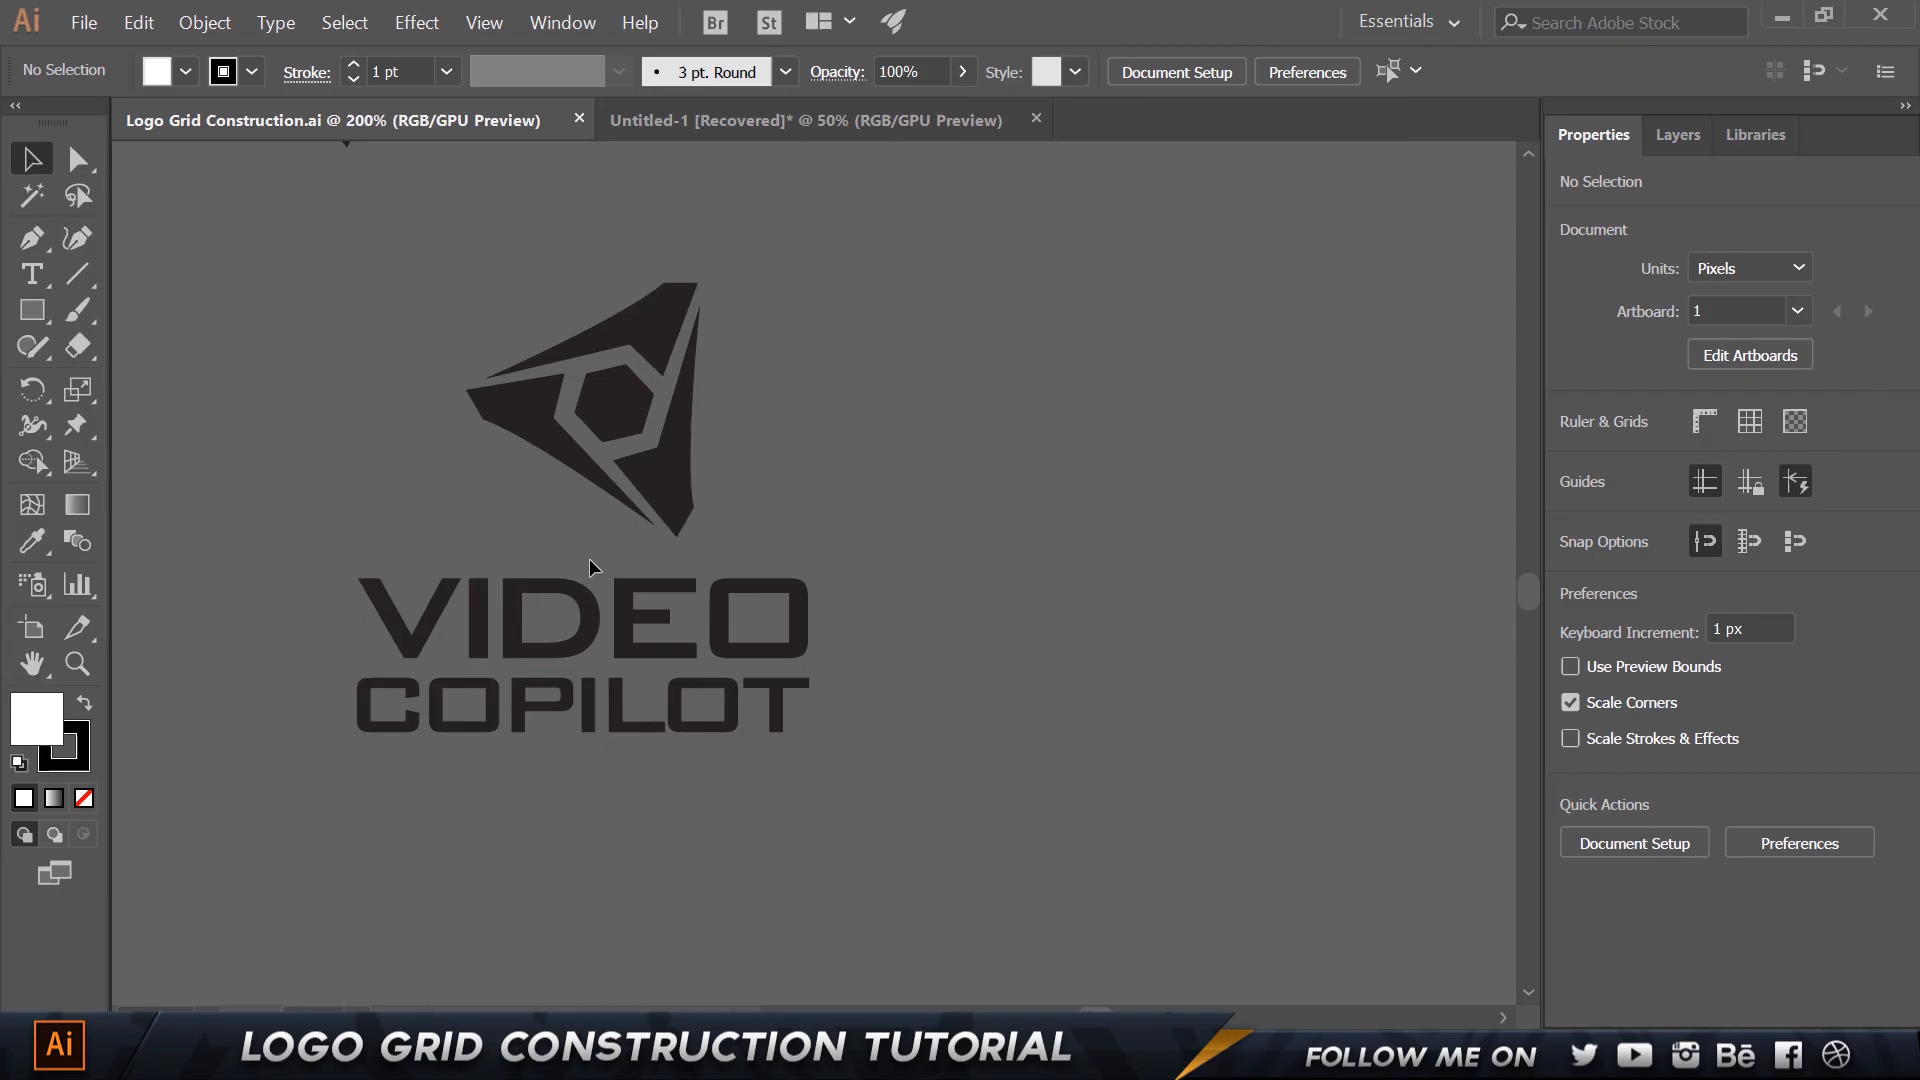 Ai File Edit Object Type Select Effect View Window Help Br St Essentials Search Adobe Stock
No Selection Stroke: 1 pt 3 pt. Round Opacity: 100% Style: Document Setup Preferences
Logo Grid Construction.ai @ 200% (RGB/GPU Preview) Untitled-1 [Recovered]* @ 50% (RGB/GPU Preview)
Properties Layers Libraries
No Selection
Document
Units: Pixels
Artboard: 1
Edit Artboards
Ruler & Grids
Guides
Snap Options
Preferences
Keyboard Increment: 1 px
Use Preview Bounds
Scale Corners
Scale Strokes & Effects
Quick Actions
Document Setup Preferences
VIDEO
COPILOT
Ai LOGO GRID CONSTRUCTION TUTORIAL FOLLOW ME ON Bē